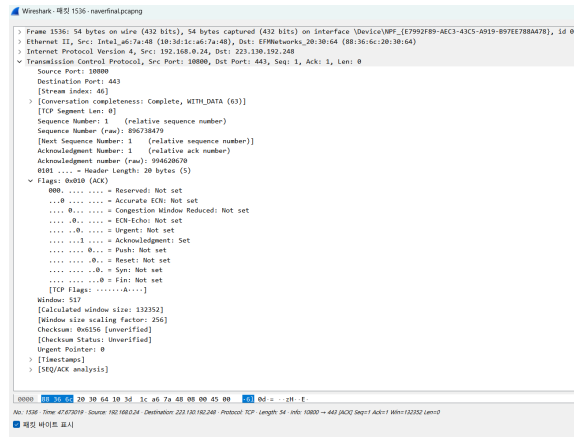 Wireshark · 패킷 1536 · naverfinal.pcapng
> Frame 1536: 54 bytes on wire (432 bits), 54 bytes captured (432 bits) on interface \Device\NPF_{E7992F89-AEC3-43C5-A919-B97EE788A478}, id 0
> Ethernet II, Src: Intel_a6:7a:48 (10:3d:1c:a6:7a:48), Dst: EFMNetworks_20:30:64 (88:36:6c:20:30:64)
> Internet Protocol Version 4, Src: 192.168.0.24, Dst: 223.130.192.248
∨ Transmission Control Protocol, Src Port: 10800, Dst Port: 443, Seq: 1, Ack: 1, Len: 0
Source Port: 10800
Destination Port: 443
[Stream index: 46]
> [Conversation completeness: Complete, WITH_DATA (63)]
[TCP Segment Len: 0]
Sequence Number: 1    (relative sequence number)
Sequence Number (raw): 896738479
[Next Sequence Number: 1    (relative sequence number)]
Acknowledgment Number: 1    (relative ack number)
Acknowledgment number (raw): 994620670
0101 .... = Header Length: 20 bytes (5)
∨ Flags: 0x010 (ACK)
000. .... .... = Reserved: Not set
...0 .... .... = Accurate ECN: Not set
.... 0... .... = Congestion Window Reduced: Not set
.... .0.. .... = ECN-Echo: Not set
.... ..0. .... = Urgent: Not set
.... ...1 .... = Acknowledgment: Set
.... .... 0... = Push: Not set
.... .... .0.. = Reset: Not set
.... .... ..0. = Syn: Not set
.... .... ...0 = Fin: Not set
[TCP Flags: ·······A····]
Window: 517
[Calculated window size: 132352]
[Window size scaling factor: 256]
Checksum: 0x6156 [unverified]
[Checksum Status: Unverified]
Urgent Pointer: 0
> [Timestamps]
> [SEQ/ACK analysis]
0000 88 36 6c 20 30 64 10 3d 1c a6 7a 48 08 00 45 00 ·6l 0d·= ··zH··E·
No.: 1536 · Time: 47.673019 · Source: 192.168.0.24 · Destination: 223.130.192.248 · Protocol: TCP · Length: 54 · Info: 10800 → 443 [ACK] Seq=1 Ack=1 Win=132352 Len=0
패킷 바이트 표시